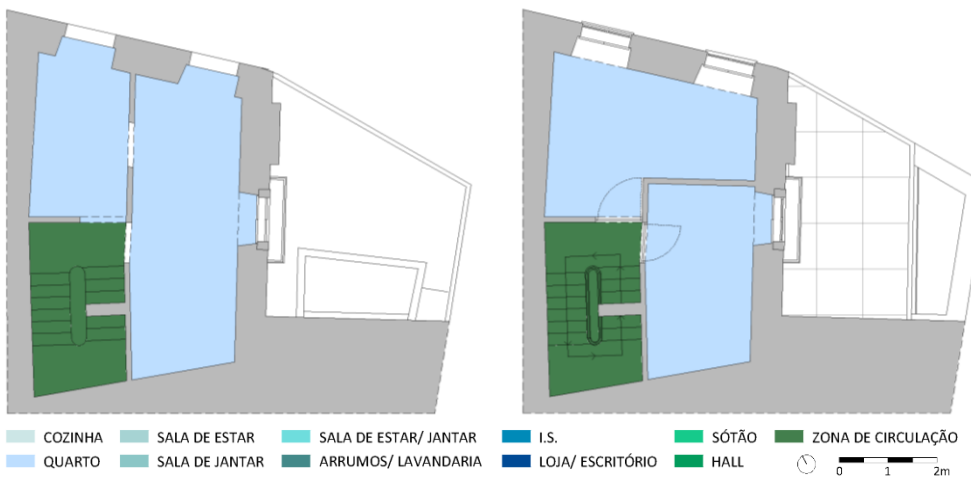 COZINHA SALA DE ESTAR SALA DE ESTAR/ JANTAR I.S. SÓTÃO ZONA DE CIRCULAÇÃO
QUARTO SALA DE JANTAR ARRUMOS/ LAVANDARIA LOJA/ ESCRITÓRIO HALL
0 1 2m